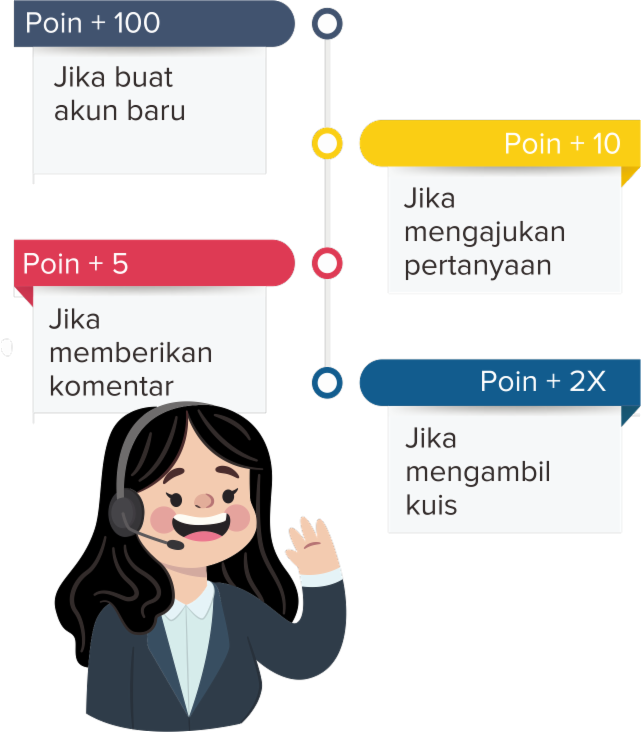 Poin + 100
Jika buat
akun baru
Poin + 10
Jika
mengajukan
pertanyaan
Poin + 5
Jika
memberikan
komentar
Poin + 2X
Jika
mengambil
kuis